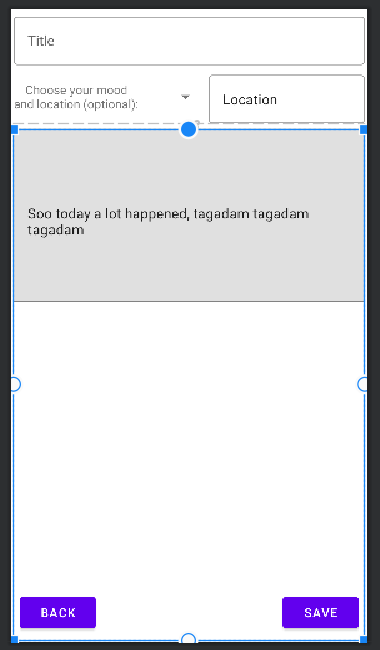 Title
Choose your mood
and location (optional):
Location
Soo today a lot happened, tagadam tagadam
tagadam
BACK
SAVE